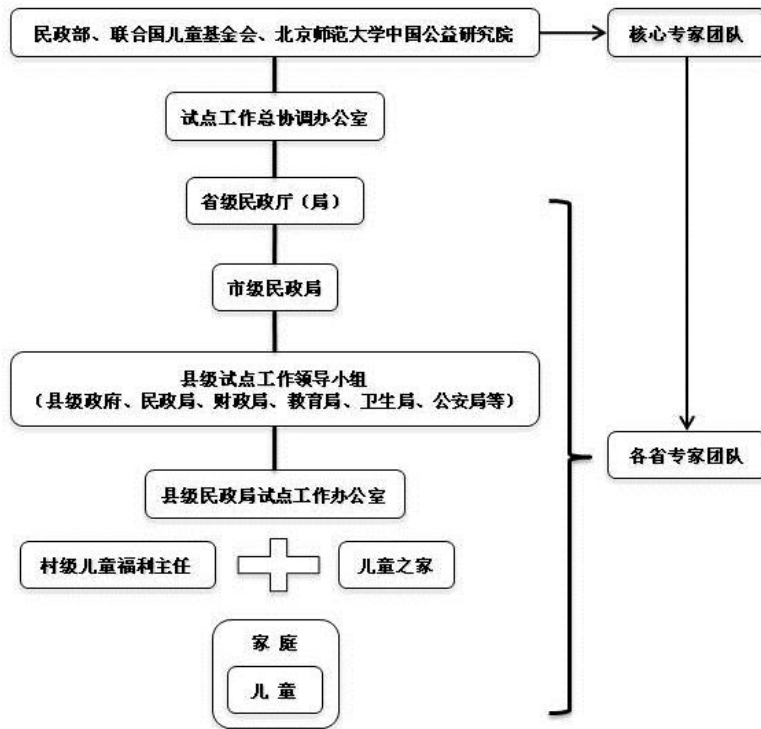 民政部、联合国儿童基金会、北京师范大学中国公益研究院
核心专家团队
试点工作总协调办公室
省级民政厅（局）
市级民政局
县级试点工作领导小组
（县级政府、民政局、财政局、教育局、卫生局、公安局等）
各省专家团队
县级民政局试点工作办公室
村级儿童福利主任
儿童之家
家 庭
儿 童